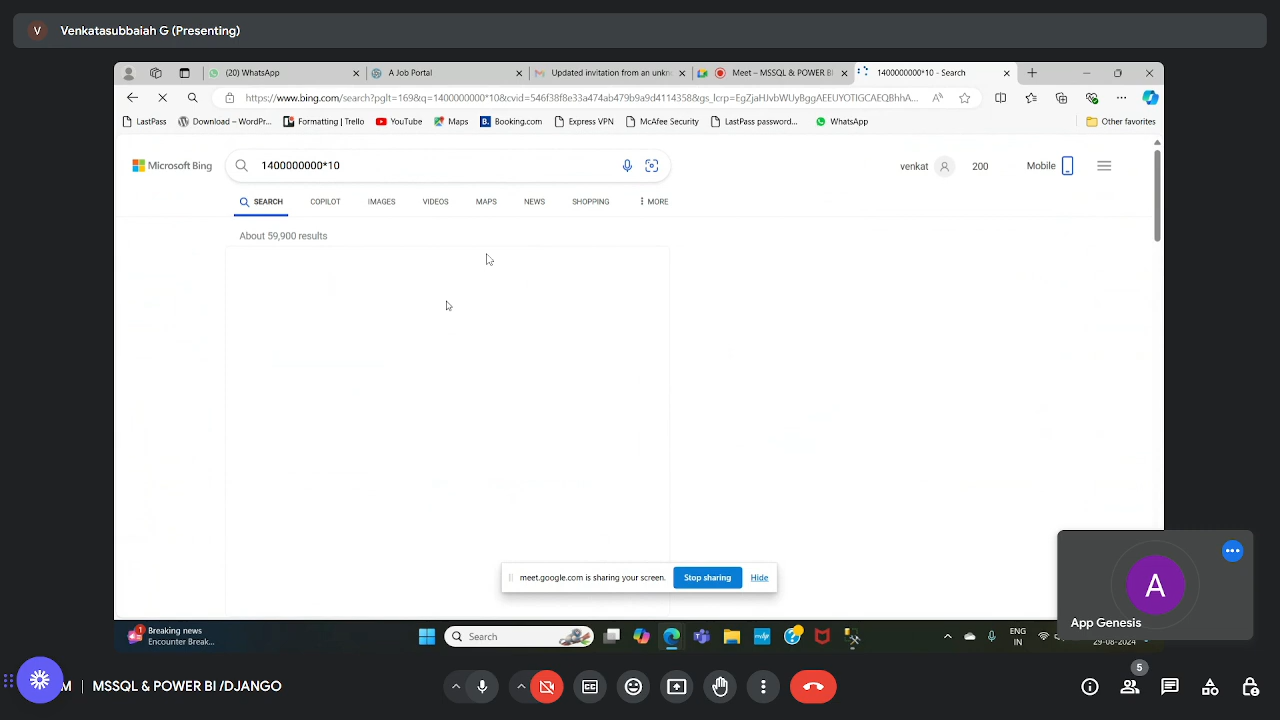 V Venkatasubbaiah G (Presenting)
(20) WhatsApp
A Job Portal
Updated invitation from an unkn
Meet – MSSQL & POWER BI
1400000000*10 - Search
https://www.bing.com/search?pglt=169&q=1400000000*10&cvid=546f38f8e33a474ab479b9a9d4114358&gs_lcrp=EgZjaHJvbWUyBggAEEUYOTIGCAEQBhhA...
LastPass
Download – WordPr...
Formatting | Trello
YouTube
Maps
B. Booking.com
Express VPN
McAfee Security
LastPass password...
WhatsApp
Other favorites
Microsoft Bing
1400000000*10
venkat
200
Mobile
SEARCH
COPILOT
IMAGES
VIDEOS
MAPS
NEWS
SHOPPING
MORE
About 59,900 results
meet.google.com is sharing your screen.
Stop sharing
Hide
A
App Genesis
1
Breaking news
Encounter Break...
Search
ENG
IN
29-08-2024
M | MSSQL & POWER BI /DJANGO
5